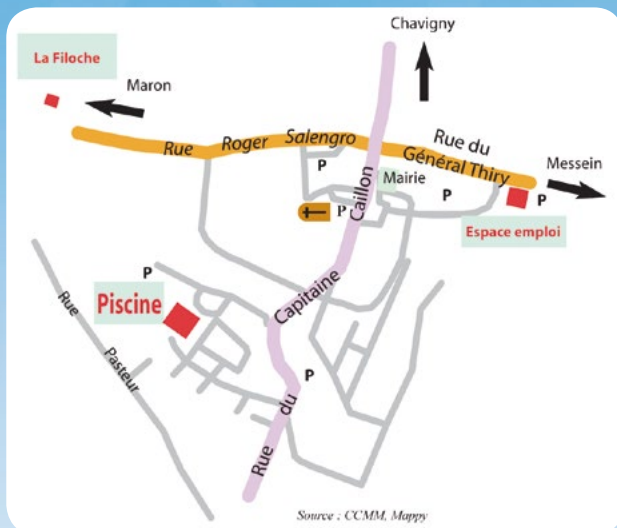 Chavigny
La Filoche
Maron
Rue Roger Salengro
Rue du
Général Thiry
Messein
P
Mairie
P
P
P
Espace emploi
P
Piscine
Rue Pasteur
P
Rue du Capitaine Caillon
Source : CCMM, Mappy